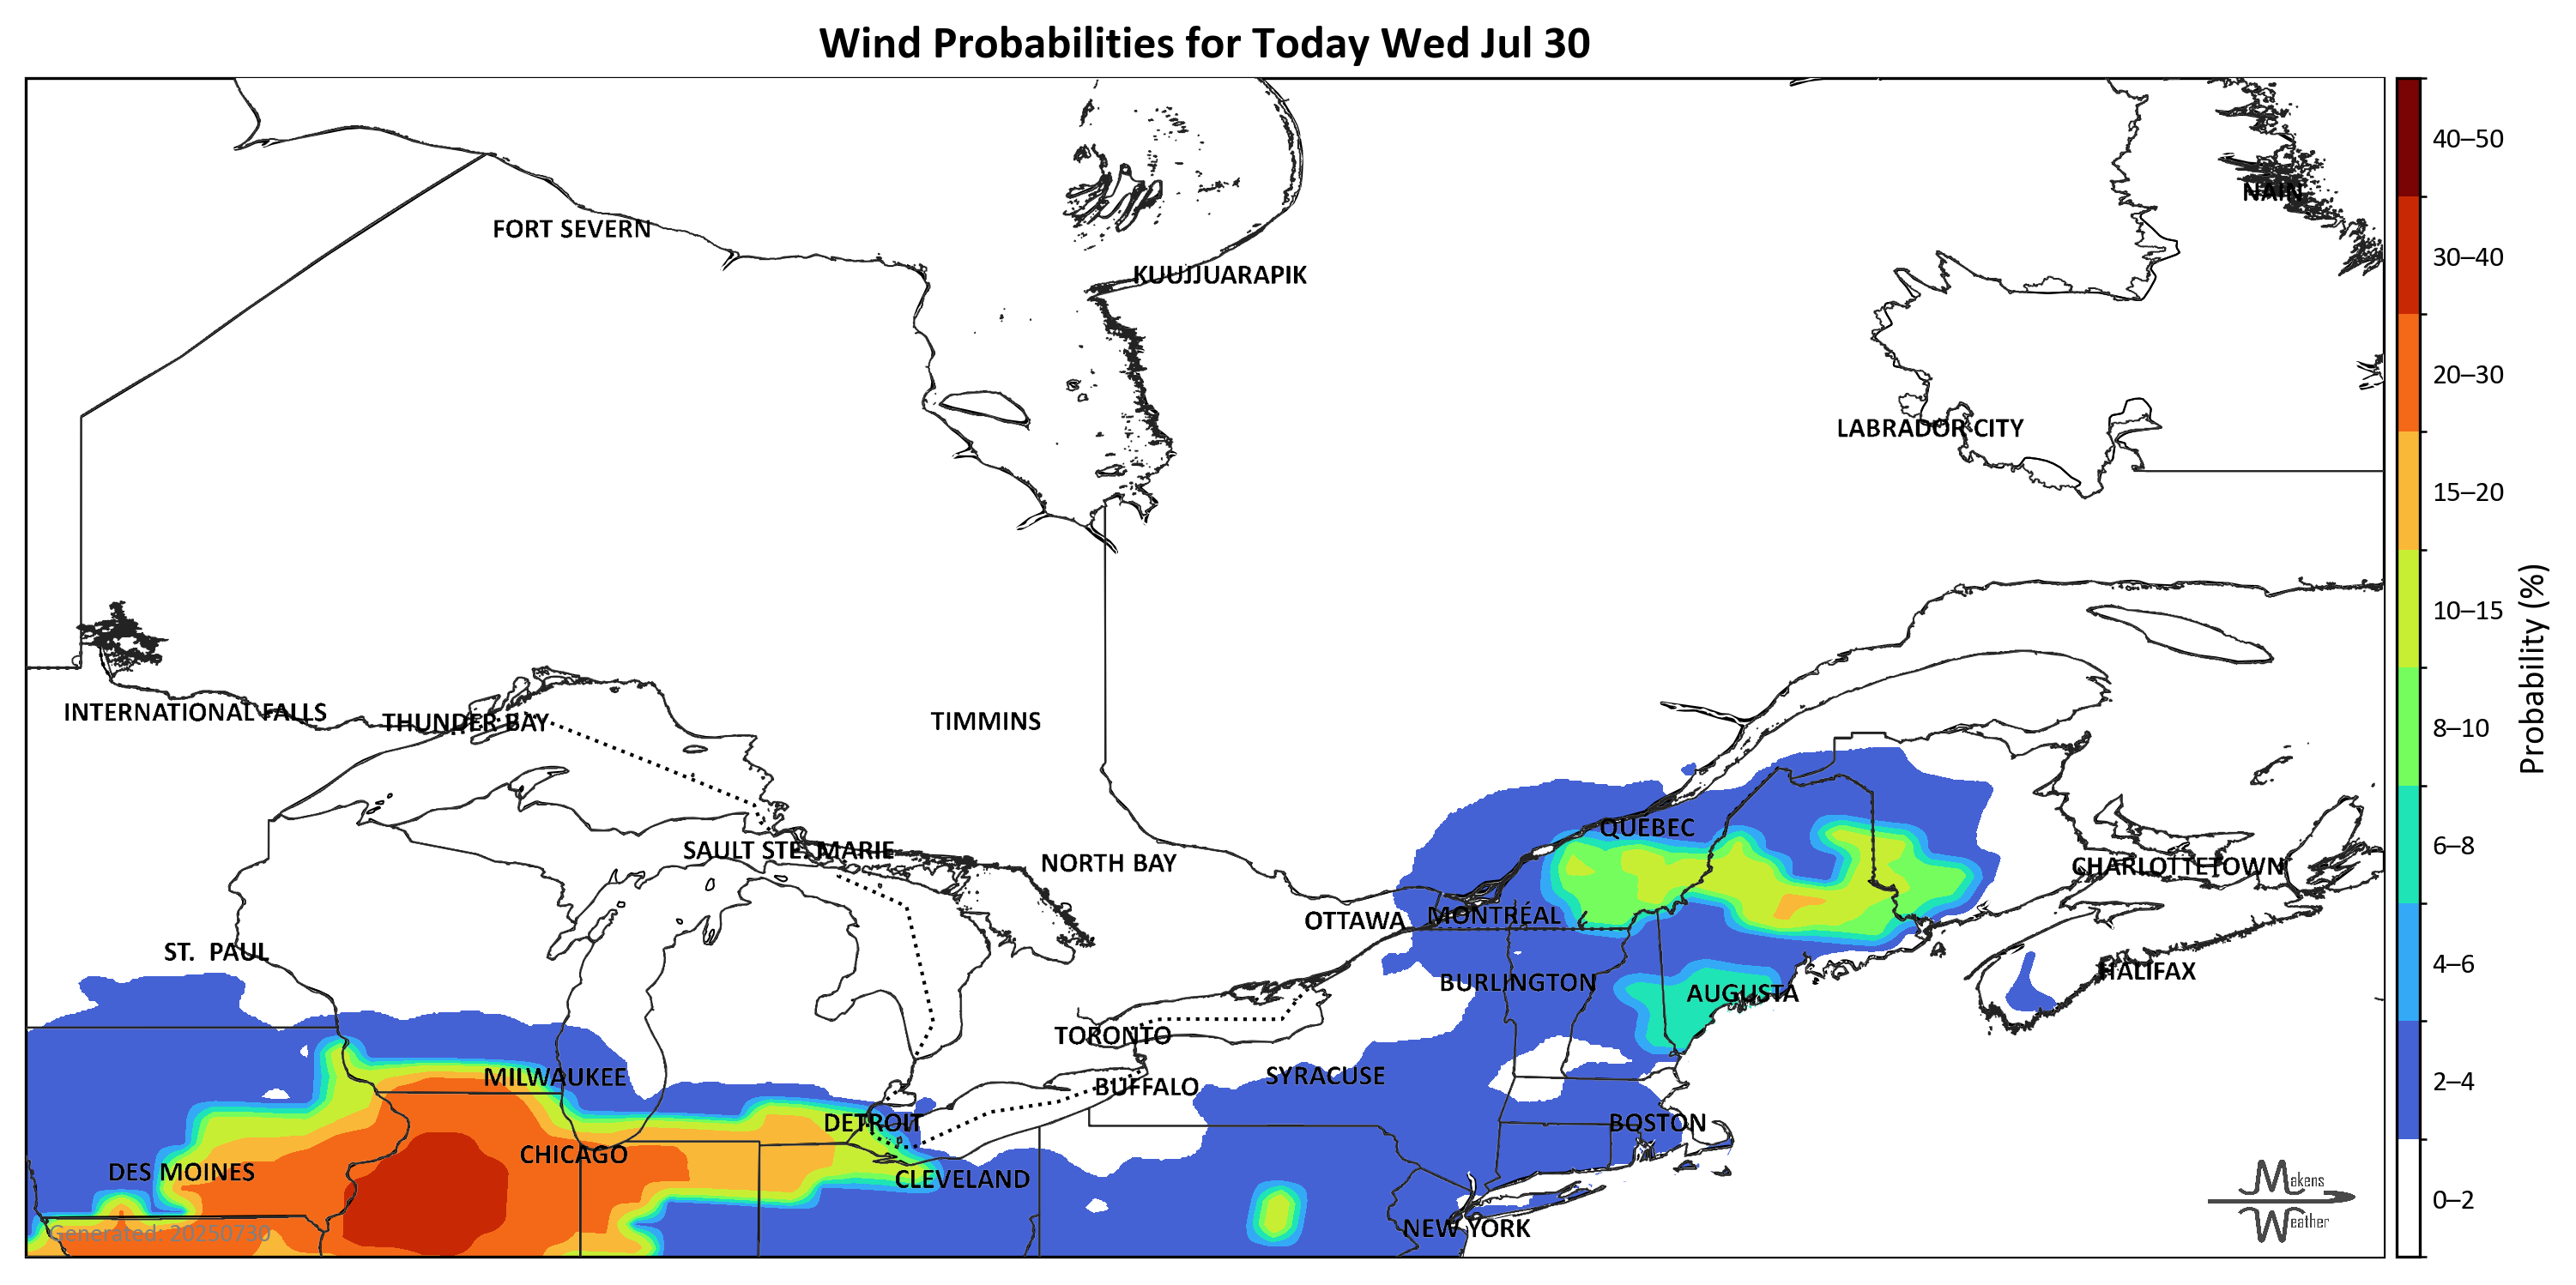 Wind Probabilities for Today Wed Jul 30
40–50
NAIN
FORT SEVERN
30–40
KUUJJUARAPIK
20–30
LABRADOR CITY
15–20
10–15
Probability (%)
INTERNATIONAL FALLS
THUNDER BAY
TIMMINS
8–10
QUEBEC
6–8
SAULT STE. MARIE
NORTH BAY
CHARLOTTETOWN
OTTAWA
MONTRÉAL
ST. PAUL
4–6
HALIFAX
BURLINGTON
AUGUSTA
TORONTO
MILWAUKEE
SYRACUSE
2–4
BUFFALO
DETROIT
BOSTON
CHICAGO
DES MOINES
CLEVELAND
Makens
Weather
0–2
NEW YORK
Generated: 20250730